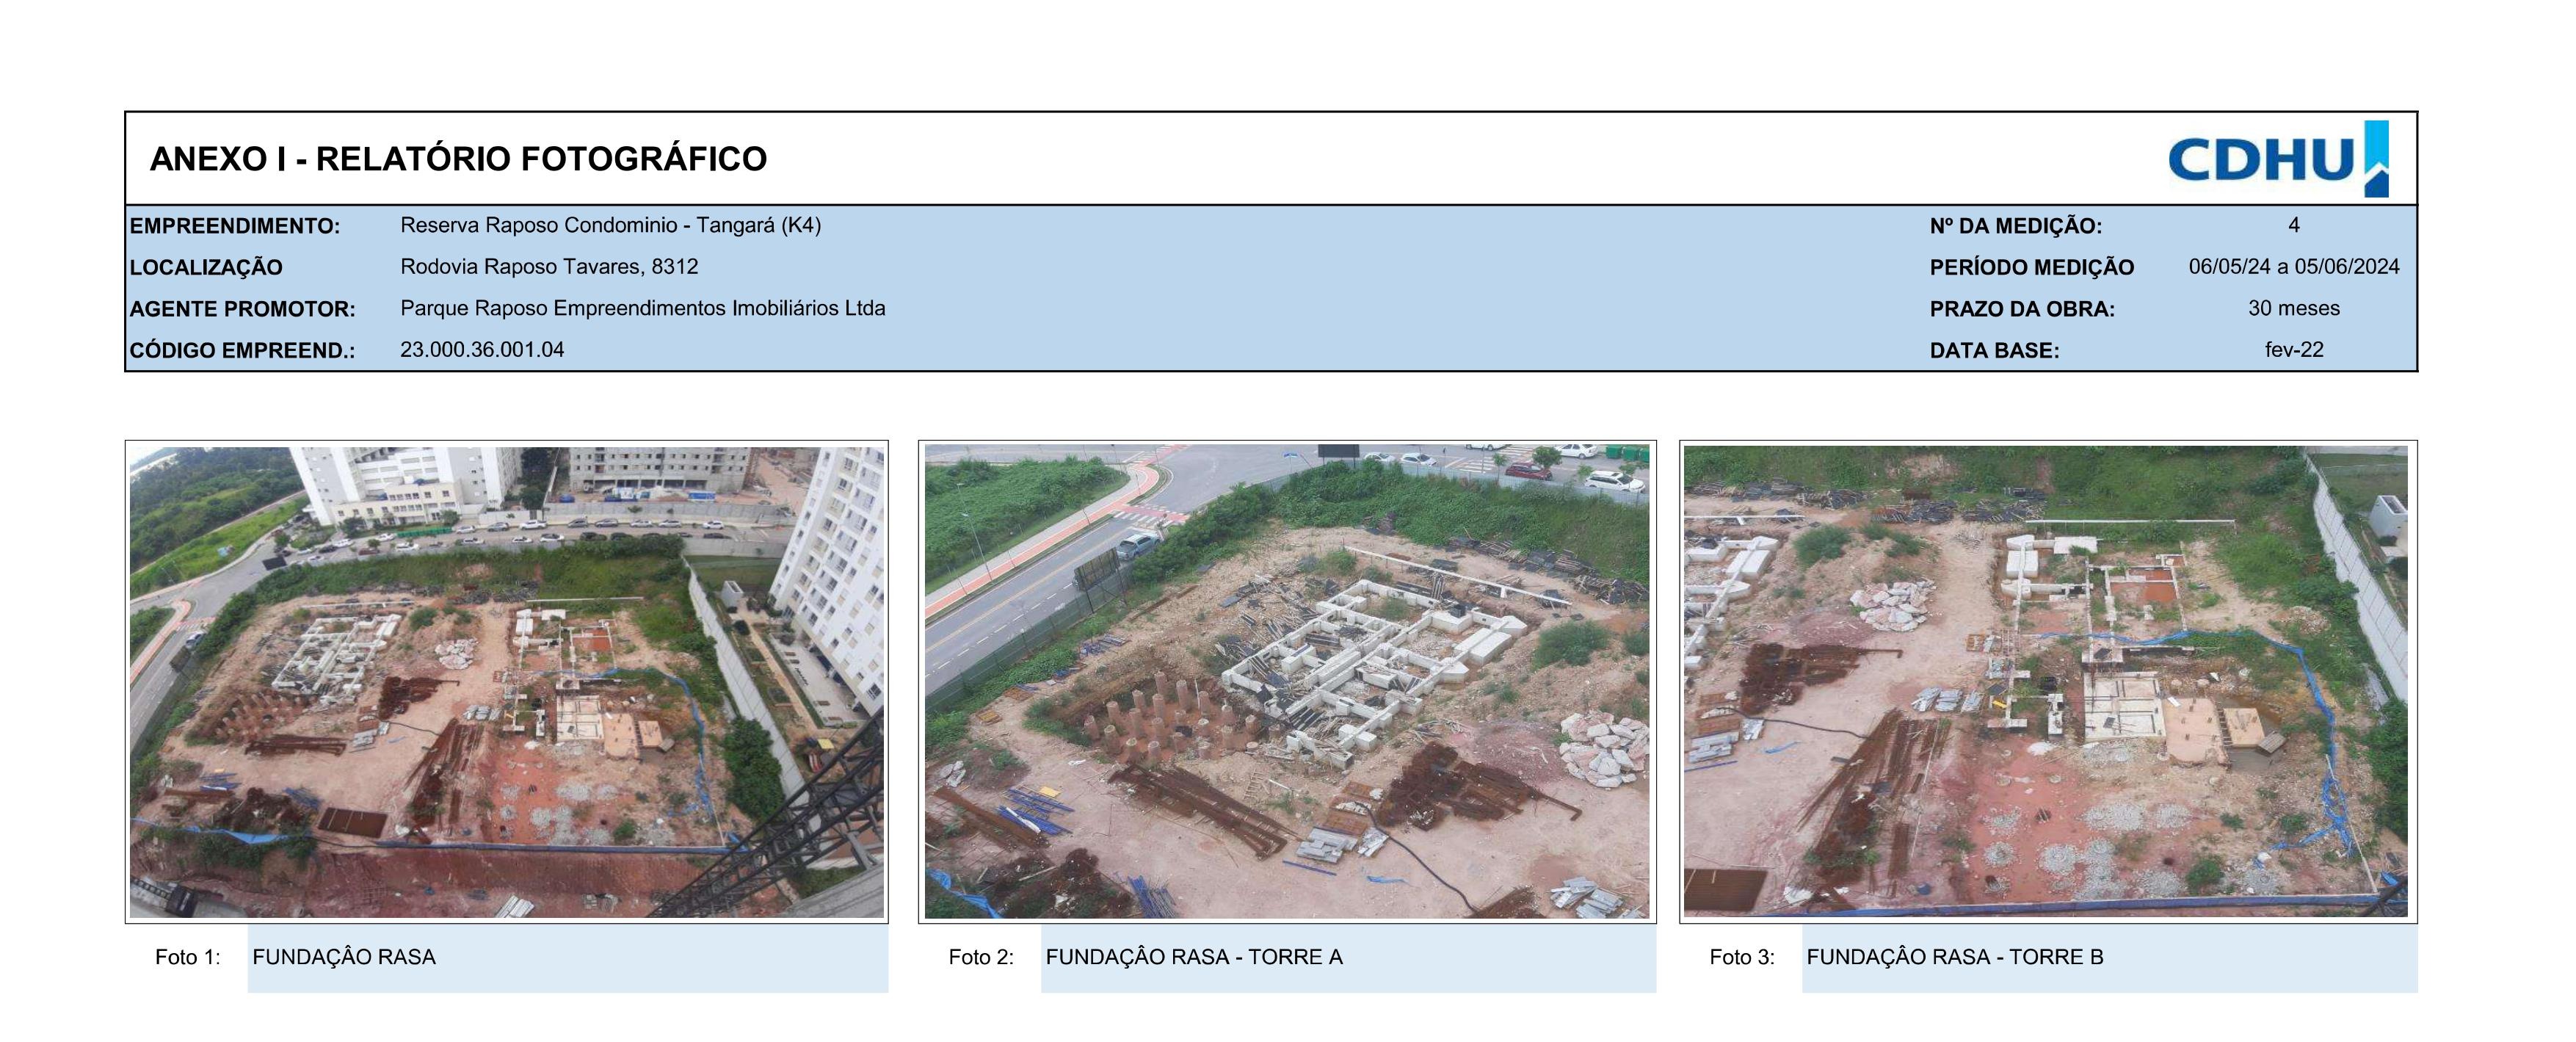 ANEXO I - RELATÓRIO FOTOGRÁFICO
CDHU
EMPREENDIMENTO: Reserva Raposo Condominio - Tangará (K4) Nº DA MEDIÇÃO: 4
LOCALIZAÇÃO Rodovia Raposo Tavares, 8312 PERÍODO MEDIÇÃO 06/05/24 a 05/06/2024
AGENTE PROMOTOR: Parque Raposo Empreendimentos Imobiliários Ltda PRAZO DA OBRA: 30 meses
CÓDIGO EMPREEND.: 23.000.36.001.04 DATA BASE: fev-22
Foto 1: FUNDAÇÂO RASA
Foto 2: FUNDAÇÂO RASA - TORRE A
Foto 3: FUNDAÇÂO RASA - TORRE B